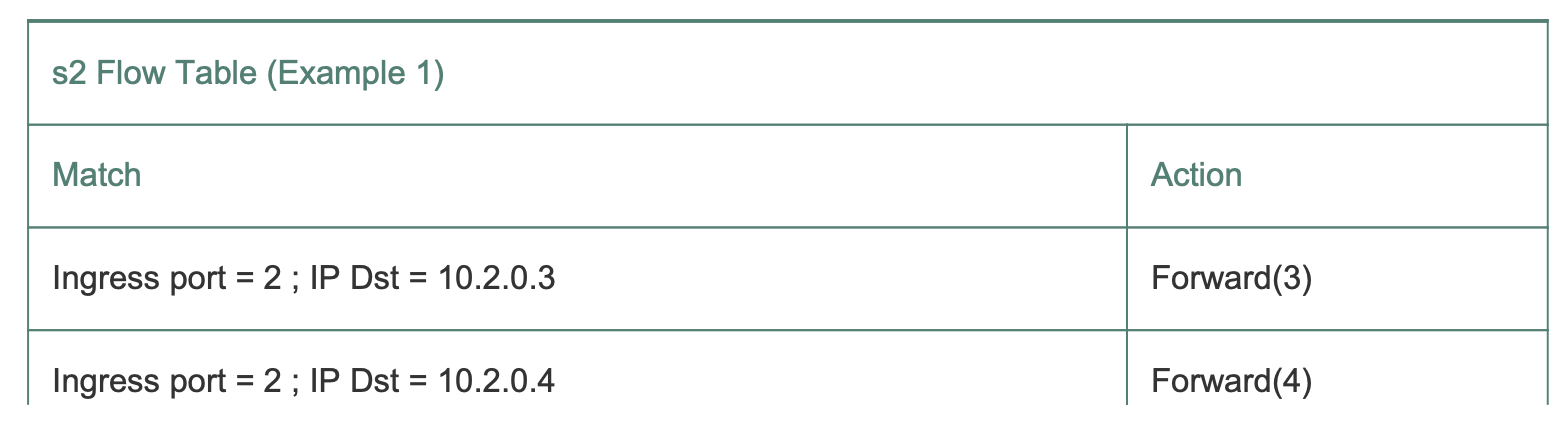 s2 Flow Table (Example 1)
Match Action
Ingress port = 2 ; IP Dst = 10.2.0.3 Forward(3)
Ingress port = 2 ; IP Dst = 10.2.0.4 Forward(4)